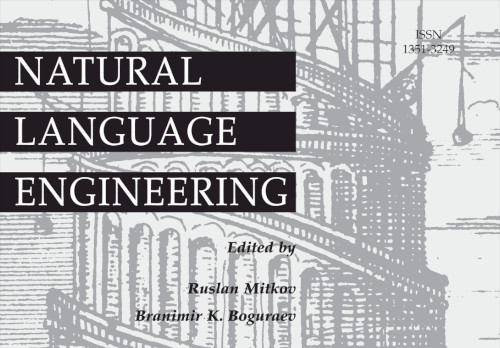 ISSN
1351-3249
NATURAL
LANGUAGE
ENGINEERING
Edited by
Ruslan Mitkov
Branimir K. Boguraev